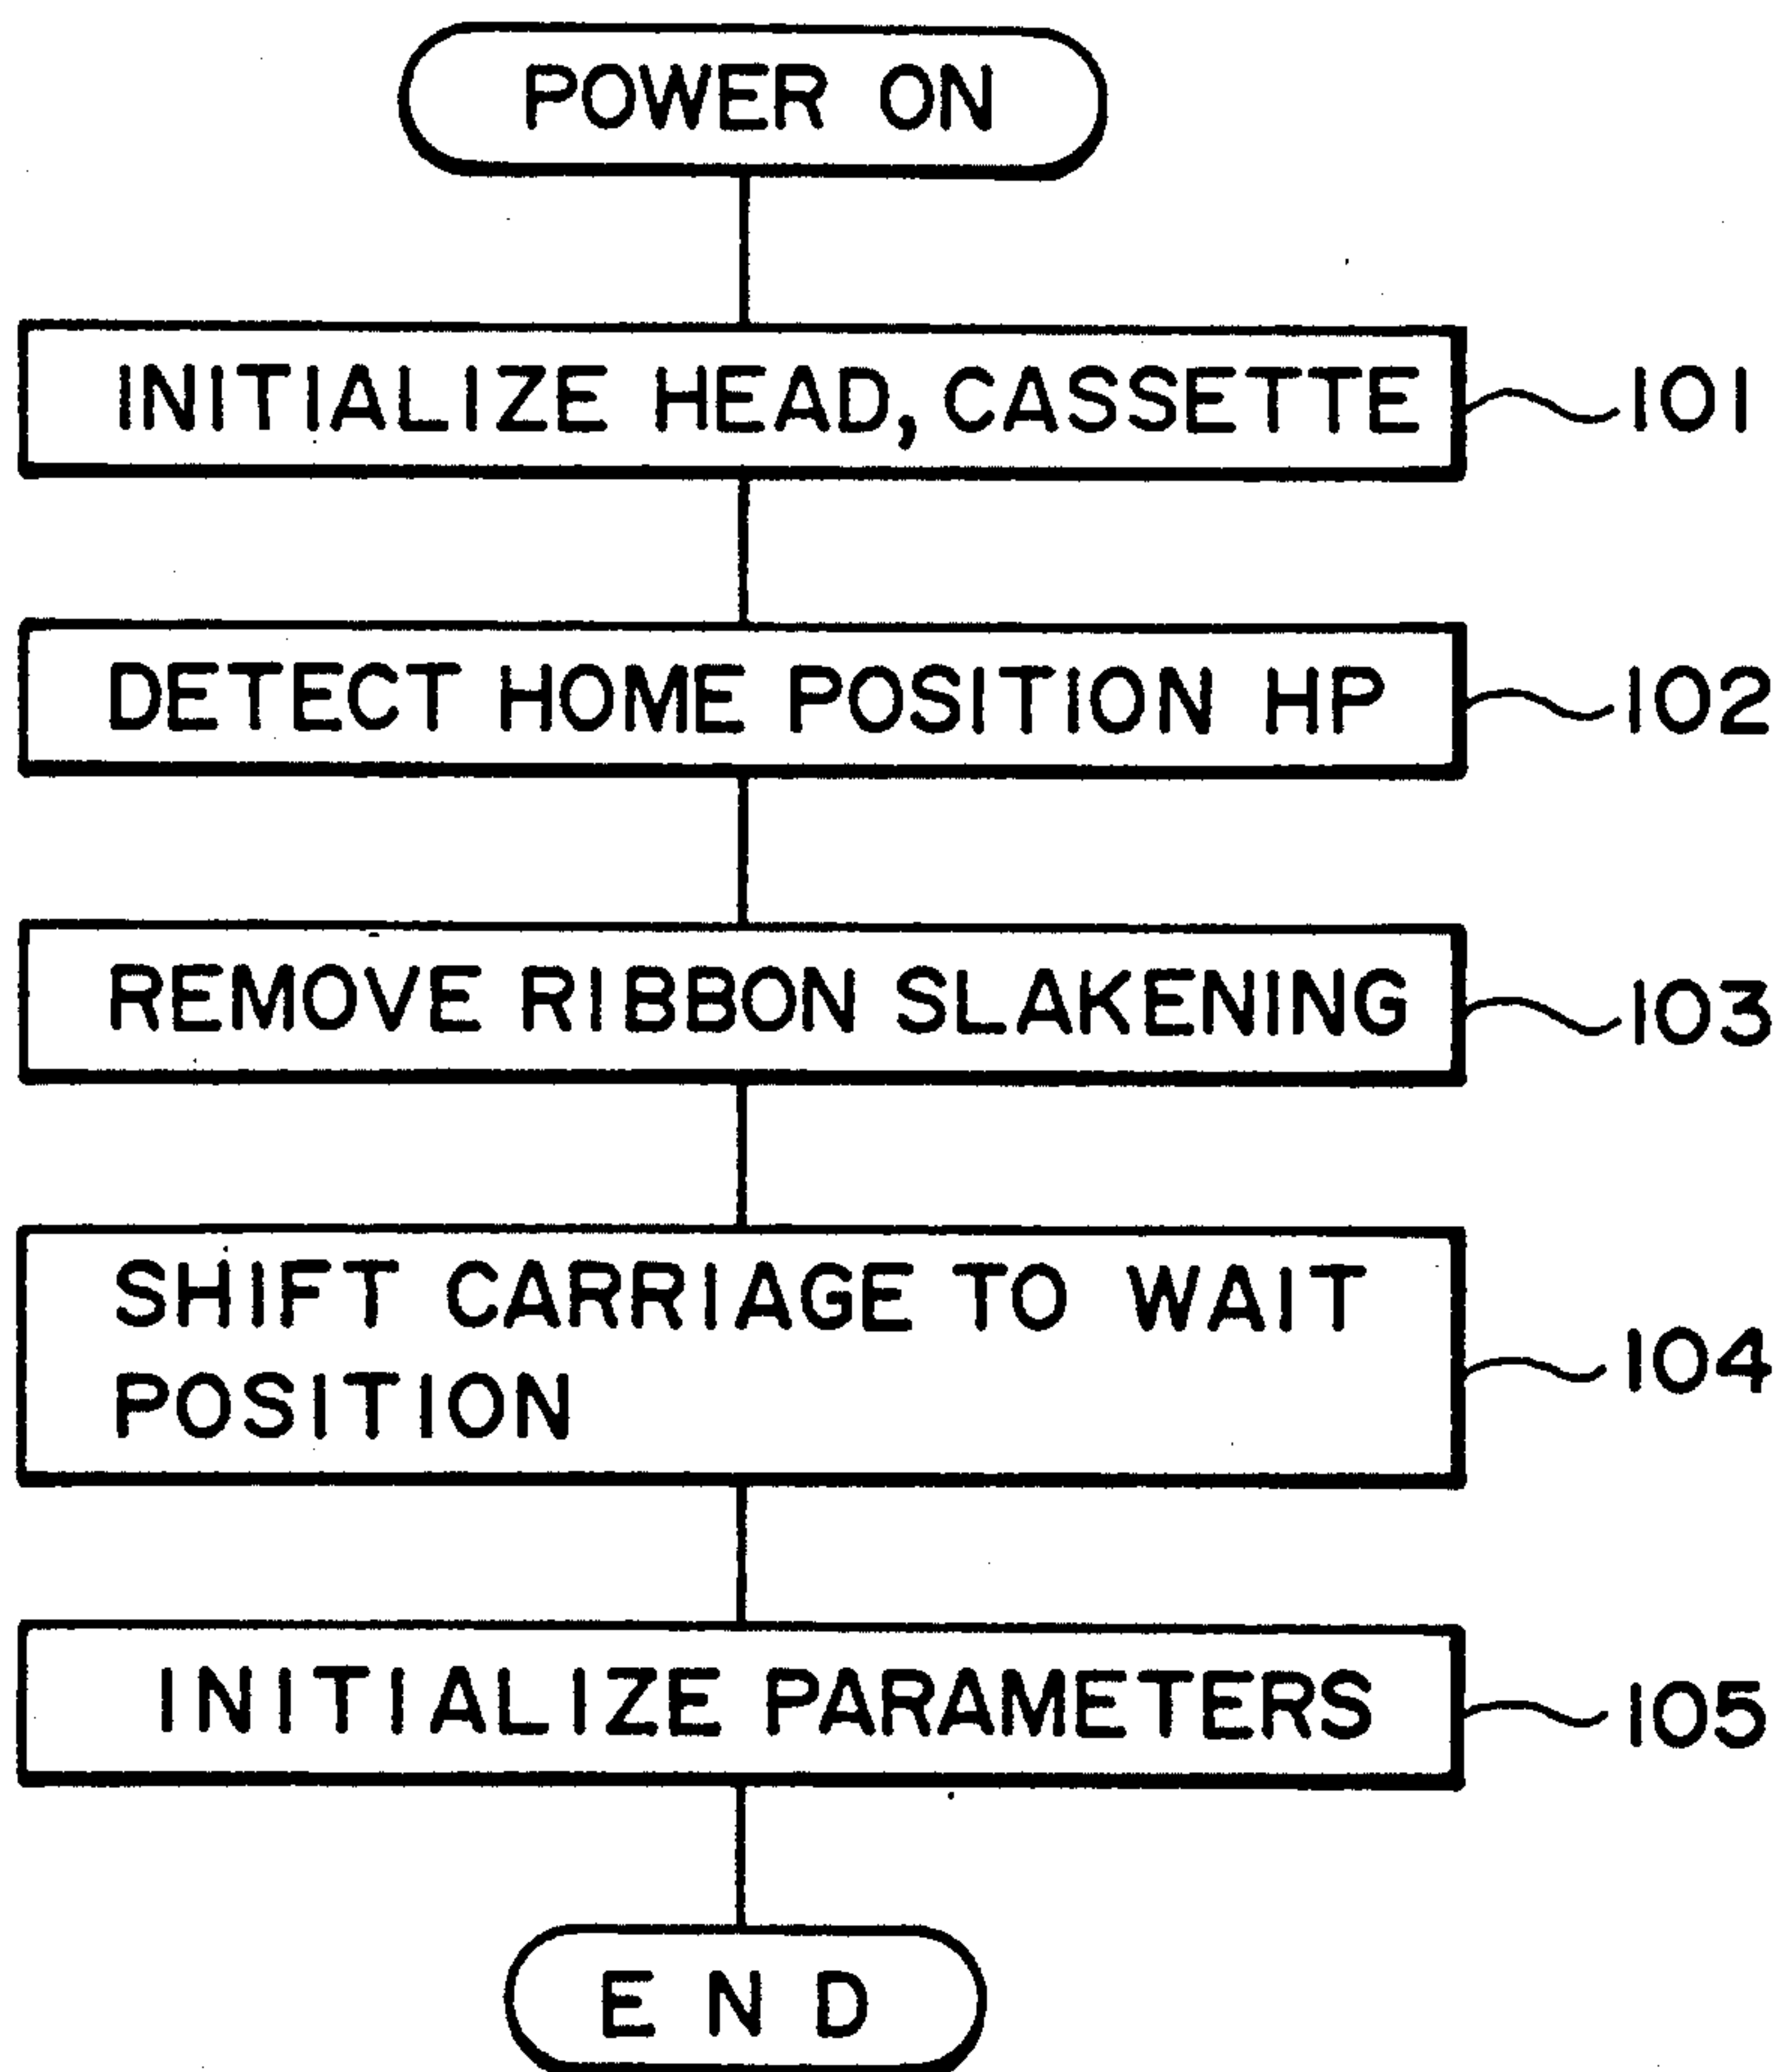 POWER ON
INITIALIZE HEAD, CASSETTE
101
DETECT HOME POSITION HP
102
REMOVE RIBBON SLAKENING
103
SHIFT CARRIAGE TO WAIT
POSITION
104
INITIALIZE PARAMETERS
105
END